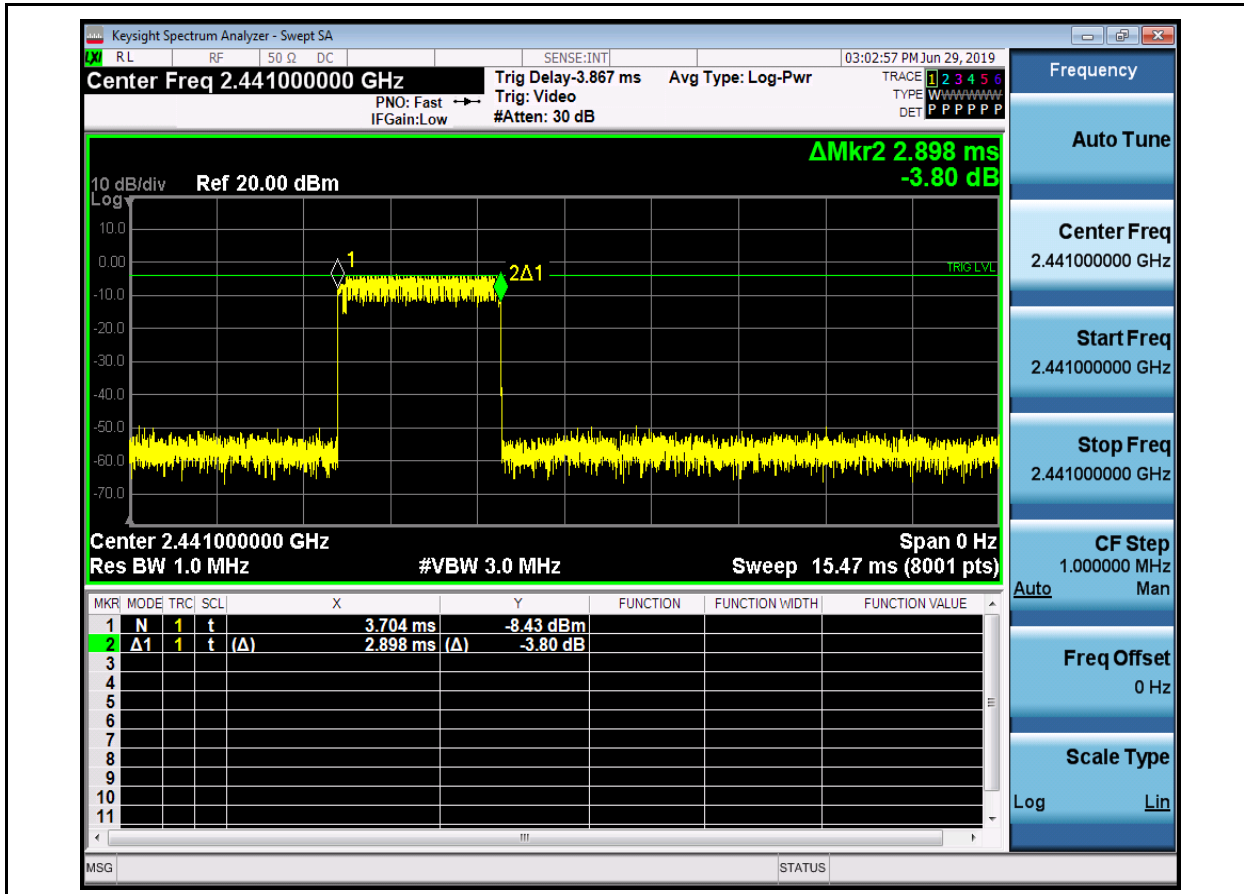 Keysight Spectrum Analyzer - Swept SA
LXI RL RF 50 Ω DC SENSE:INT 03:02:57 PM Jun 29, 2019
Center Freq 2.441000000 GHz
PNO: Fast
IFGain:Low
Trig Delay-3.867 ms
Trig: Video
#Atten: 30 dB
Avg Type: Log-Pwr
TRACE 1 2 3 4 5 6
TYPE WWWWWW
DET P P P P P P
ΔMkr2 2.898 ms
-3.80 dB
10 dB/div Ref 20.00 dBm
Log
10.0
0.00
-10.0
-20.0
-30.0
-40.0
-50.0
-60.0
-70.0
1
2Δ1
TRIG LVL
Center 2.441000000 GHz Span 0 Hz
Res BW 1.0 MHz #VBW 3.0 MHz Sweep 15.47 ms (8001 pts)
MKR MODE TRC SCL X Y FUNCTION FUNCTION WIDTH FUNCTION VALUE
1 N 1 t 3.704 ms -8.43 dBm
2 Δ1 1 t (Δ) 2.898 ms (Δ) -3.80 dB
3
4
5
6
7
8
9
10
11
MSG STATUS
Frequency
Auto Tune
Center Freq
2.441000000 GHz
Start Freq
2.441000000 GHz
Stop Freq
2.441000000 GHz
CF Step
1.000000 MHz
Auto Man
Freq Offset
0 Hz
Scale Type
Log Lin